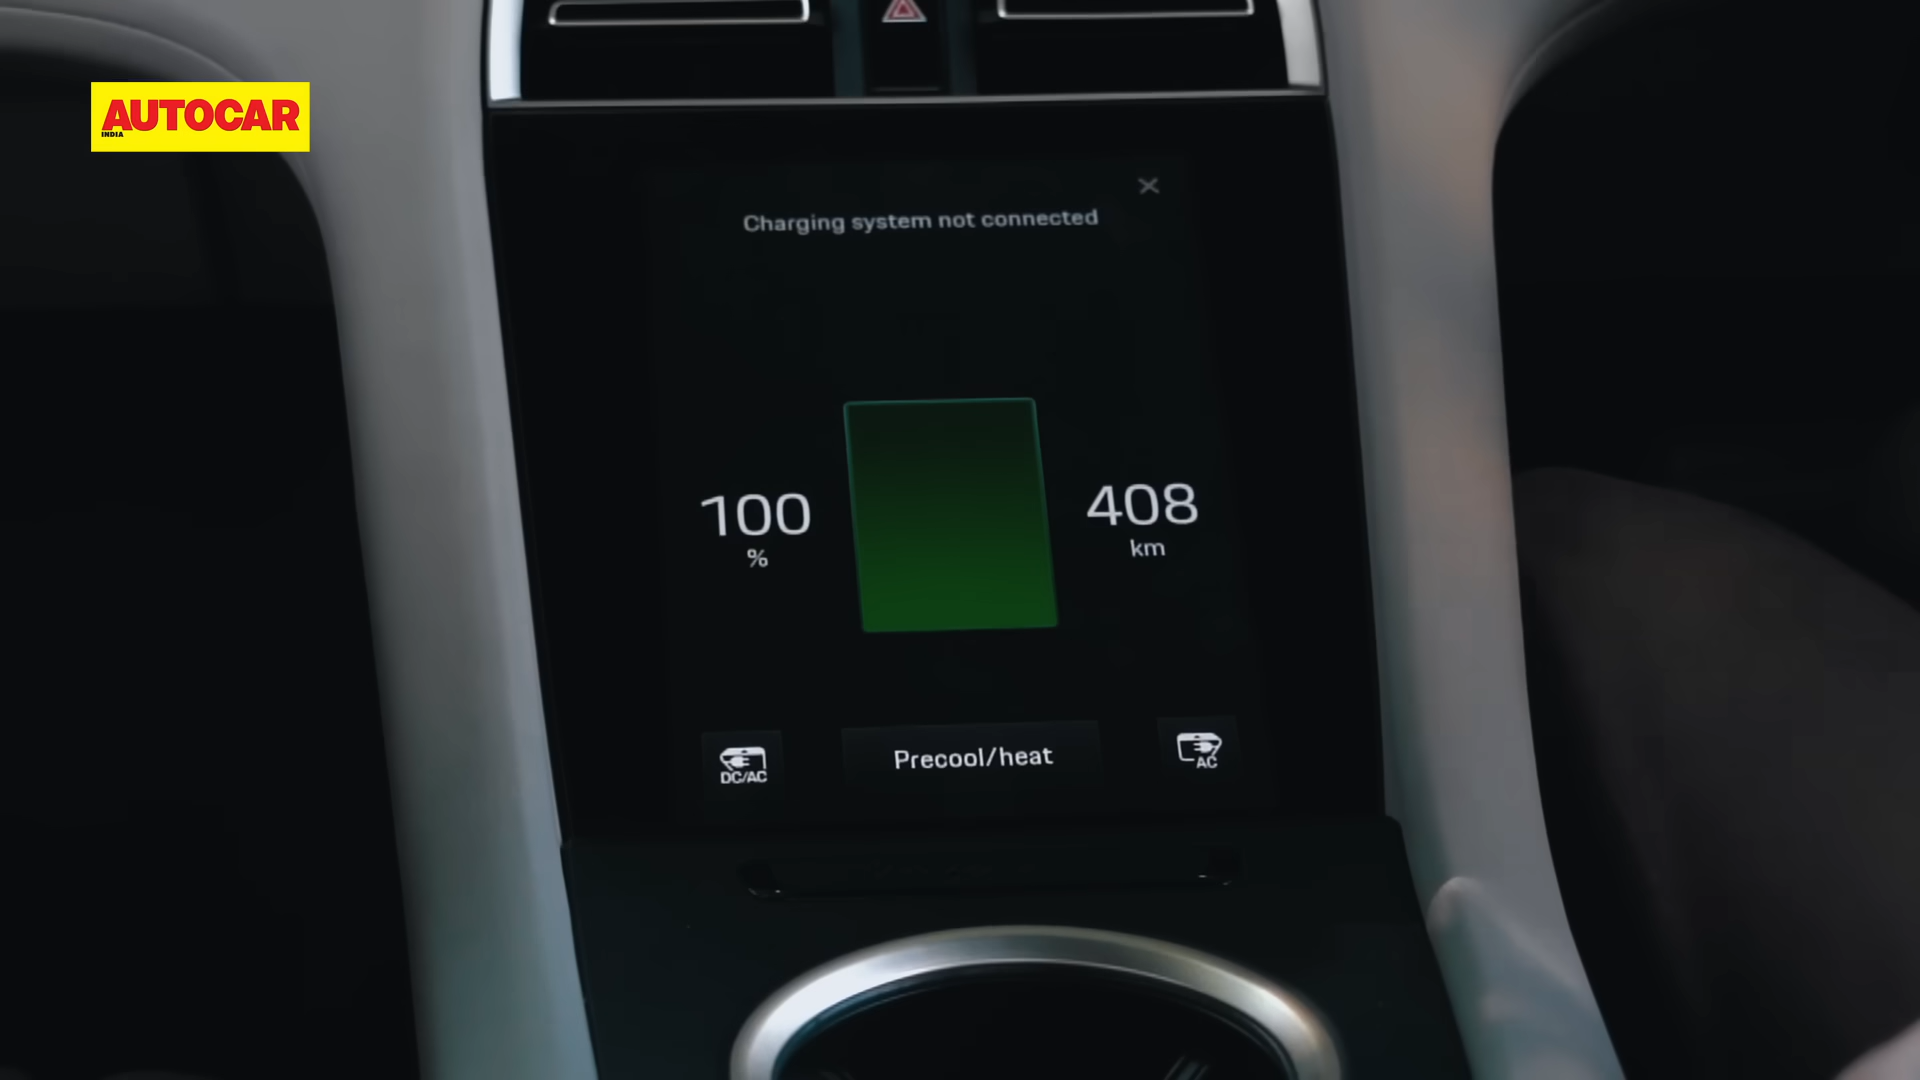 AUTOCAR
INDIA
Charging system not connected
100
%
408
km
DC/AC
Precool/heat
AC